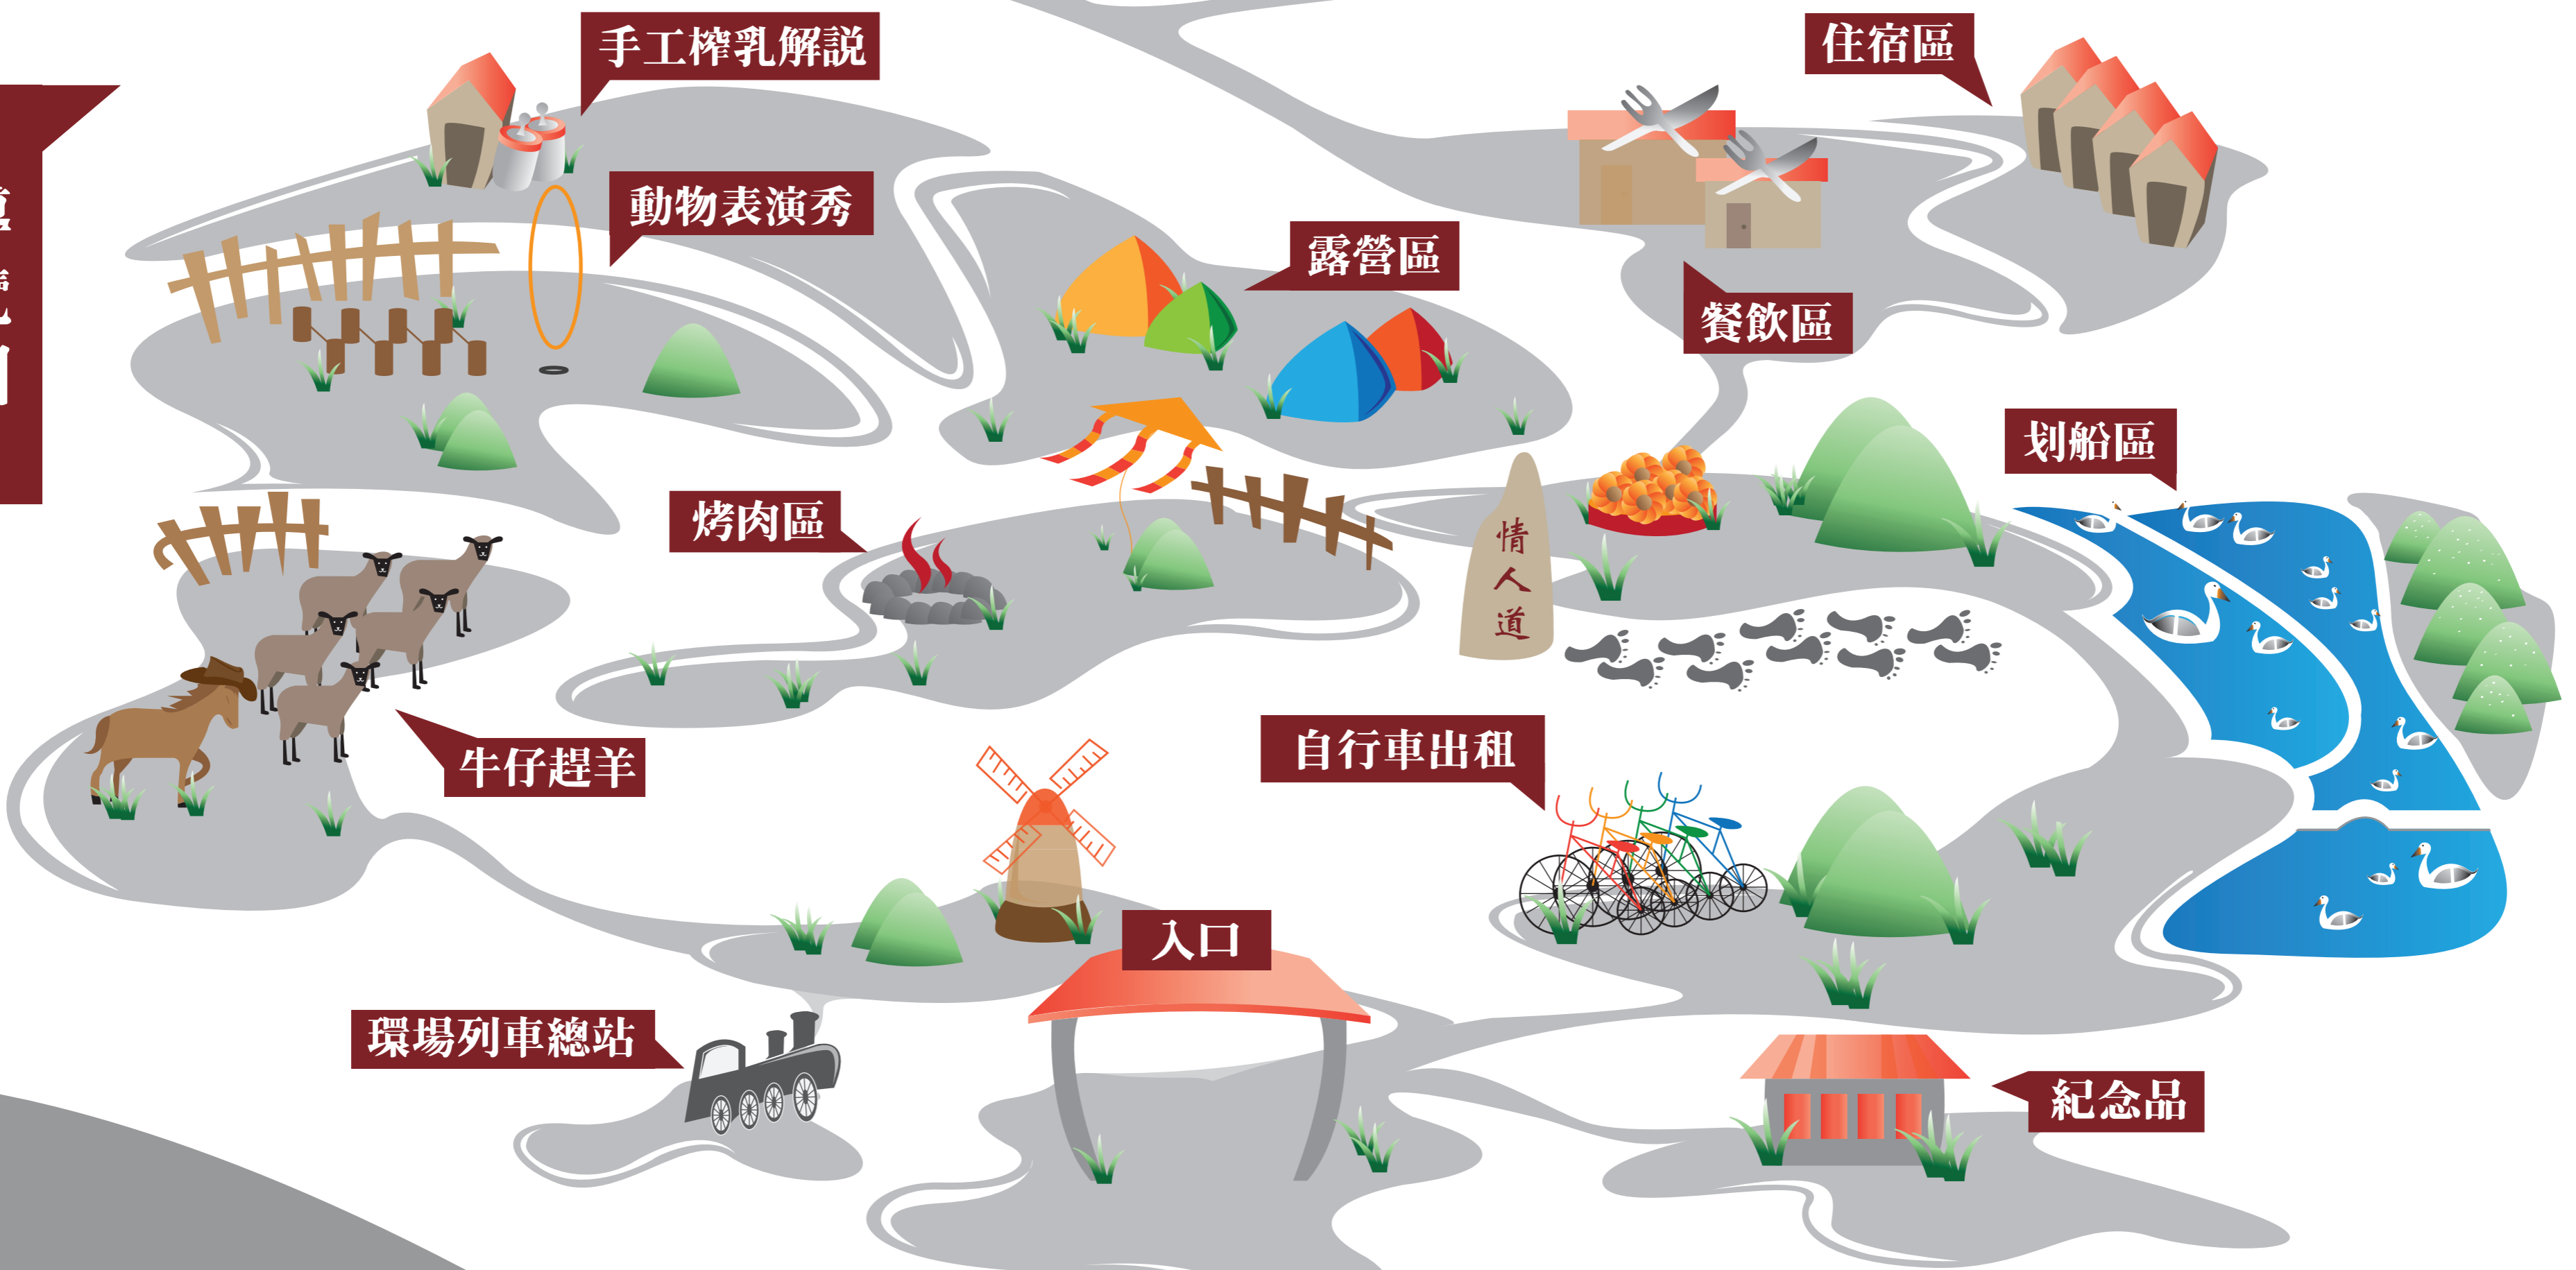 手工榨乳解説
住宿區
動物表演秀
露營區
餐飲區
划船區
烤肉區
情人道
牛仔趕羊
自行車出租
入口
環場列車總站
紀念品